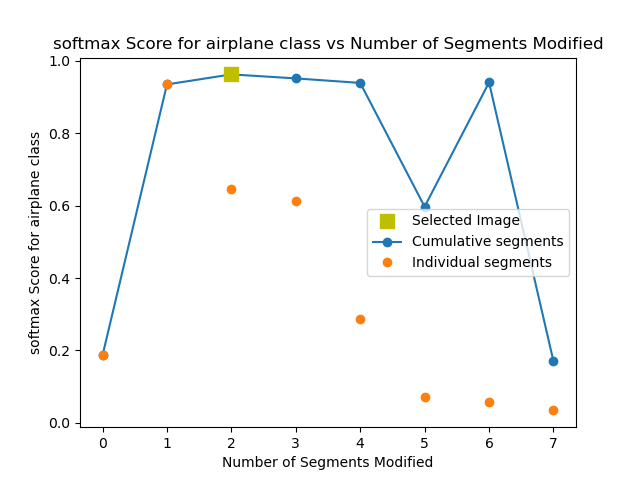 softmax Score for airplane class vs Number of Segments Modified
1.0
0.8
0.6
0.4
0.2
0.0
softmax Score for airplane class
Selected Image
Cumulative segments
Individual segments
0 1 2 3 4 5 6 7
Number of Segments Modified